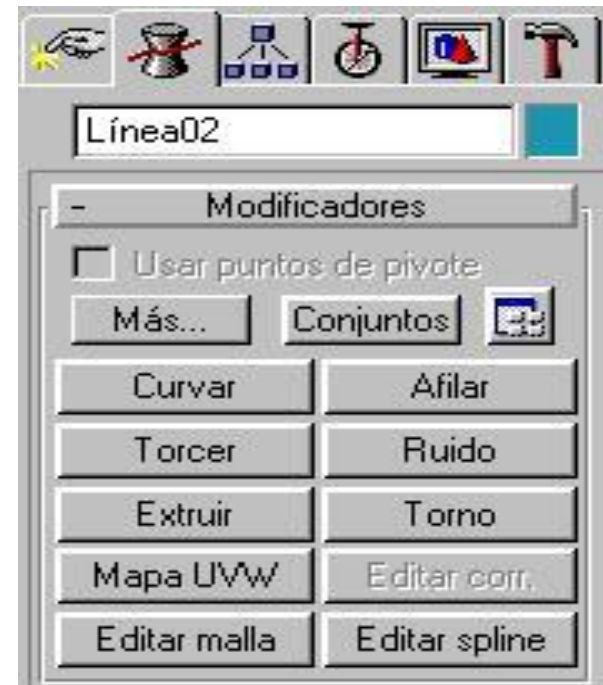 Línea02
- Modificadores
Usar puntos de pivote
Más... Conjuntos
Curvar Afilar
Torcer Ruido
Extruir Torno
Mapa UVW Editar corr.
Editar malla Editar spline